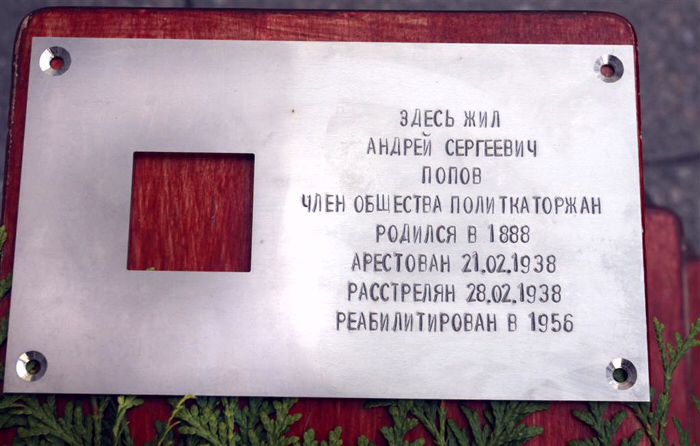 ЗДЕСЬ ЖИЛ
АНДРЕЙ СЕРГЕЕВИЧ
ПОПОВ
ЧЛЕН ОБЩЕСТВА ПОЛИТКАТОРЖАН
РОДИЛСЯ В 1888
АРЕСТОВАН 21.02.1938
РАССТРЕЛЯН 28.02.1938
РЕАБИЛИТИРОВАН В 1956